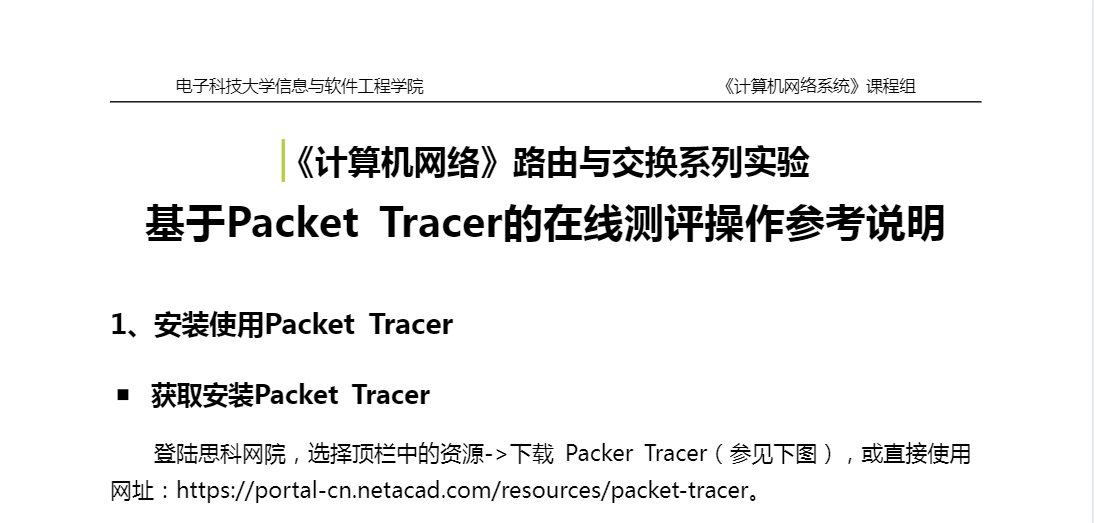 电子科技大学信息与软件工程学院 《计算机网络系统》课程组
《计算机网络》路由与交换系列实验
基于Packet Tracer的在线测评操作参考说明
1、安装使用Packet Tracer
■ 获取安装Packet Tracer
登陆思科网院，选择顶栏中的资源->下载 Packer Tracer（参见下图），或直接使用
网址：https://portal-cn.netacad.com/resources/packet-tracer。